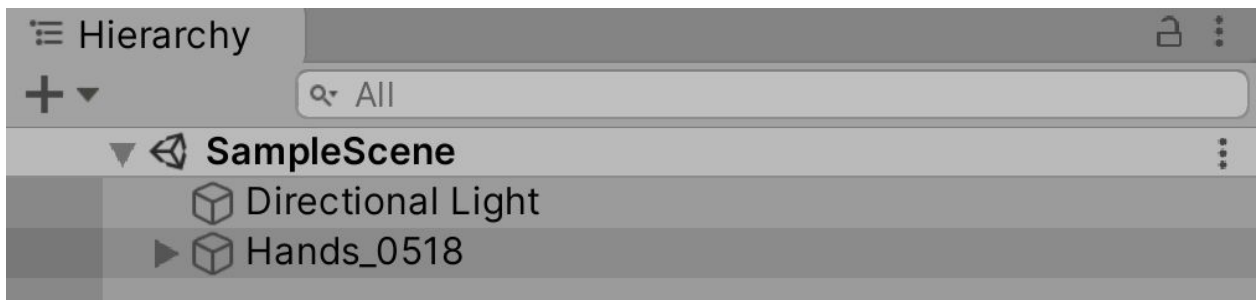 Hierarchy
All
SampleScene
Directional Light
Hands_0518